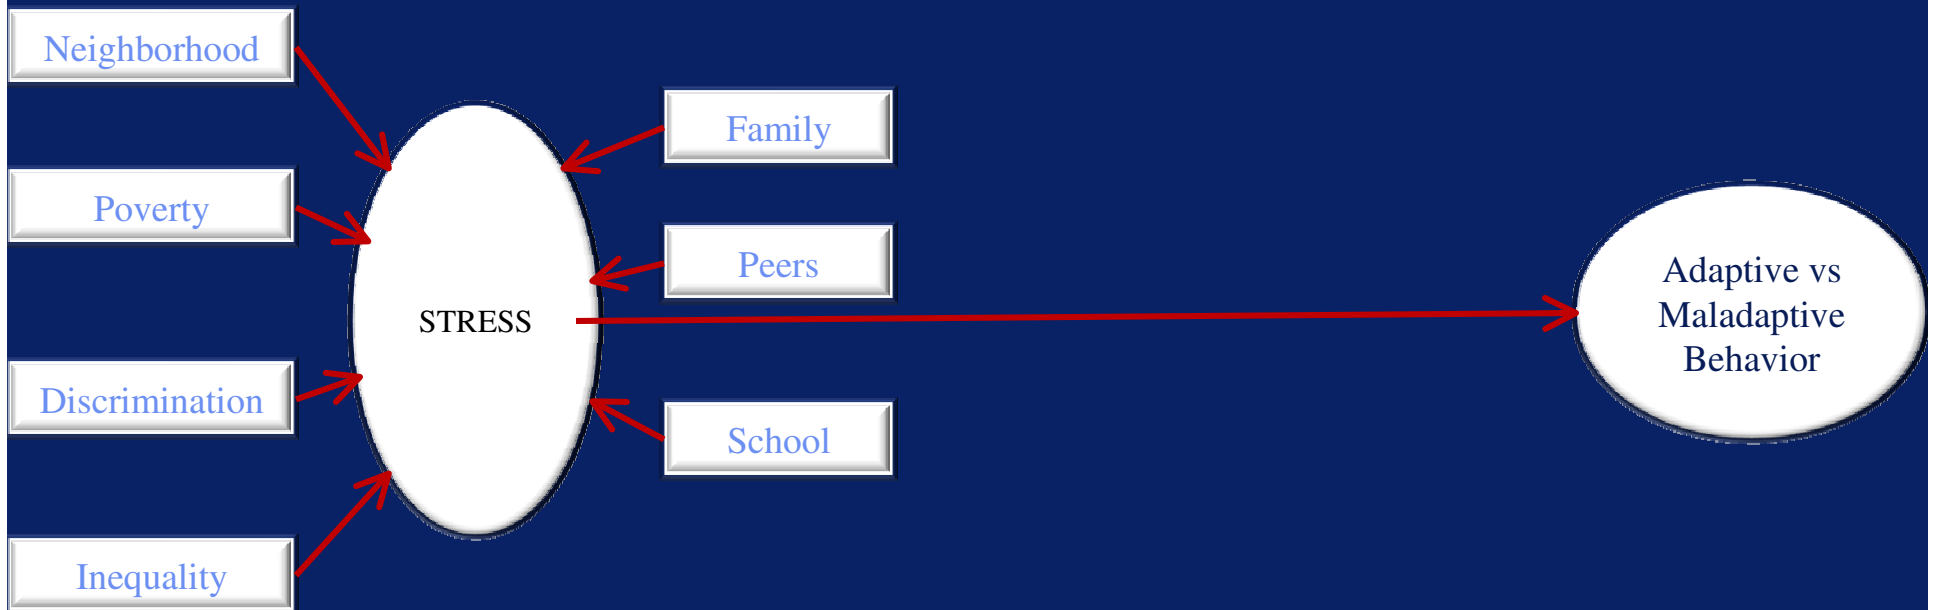 Neighborhood
Poverty
Discrimination
Inequality
STRESS
Family
Peers
School
Adaptive vs
Maladaptive
Behavior